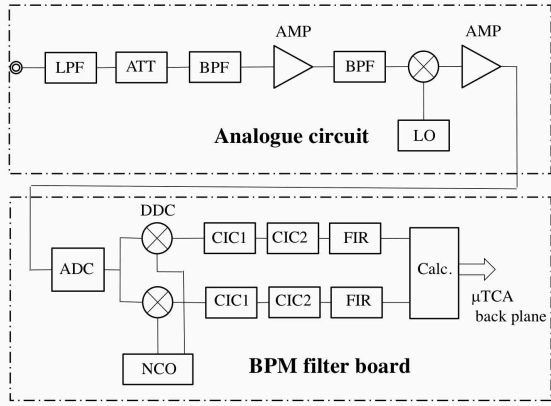 AMP
AMP
LPF
ATT
BPF
BPF
LO
Analogue circuit
DDC
CIC1
CIC2
FIR
ADC
Calc.
µTCA
back plane
CIC1
CIC2
FIR
NCO
BPM filter board